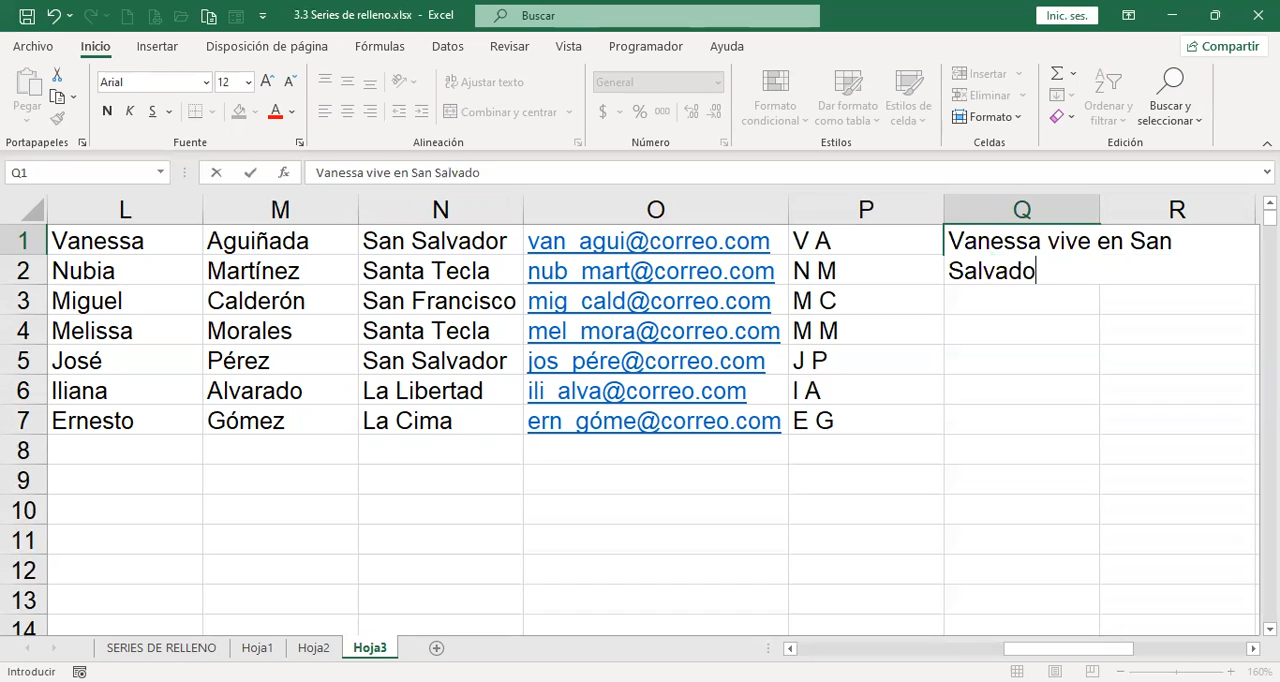 3.3 Series de relleno.xlsx - Excel
Buscar
Inic. ses.
Archivo Inicio Insertar Disposición de página Fórmulas Datos Revisar Vista Programador Ayuda
Compartir
Pegar
Portapapeles
Arial 12
N K S
Fuente
Ajustar texto
Combinar y centrar
Alineación
General
$ % 000
Número
Formato condicional
Dar formato como tabla
Estilos de celda
Estilos
Insertar
Eliminar
Formato
Celdas
Ordenar y filtrar
Buscar y seleccionar
Edición
Q1 fx Vanessa vive en San Salvado
L M N O P Q R
1 Vanessa Aguiñada San Salvador van_agui@correo.com V A Vanessa vive en San
2 Nubia Martínez Santa Tecla nub_mart@correo.com N M Salvado
3 Miguel Calderón San Francisco mig_cald@correo.com M C
4 Melissa Morales Santa Tecla mel_mora@correo.com M M
5 José Pérez San Salvador jos_pére@correo.com J P
6 Iliana Alvarado La Libertad ili_alva@correo.com I A
7 Ernesto Gómez La Cima ern_góme@correo.com E G
8
9
10
11
12
13
14
SERIES DE RELLENO Hoja1 Hoja2 Hoja3
Introducir
160%